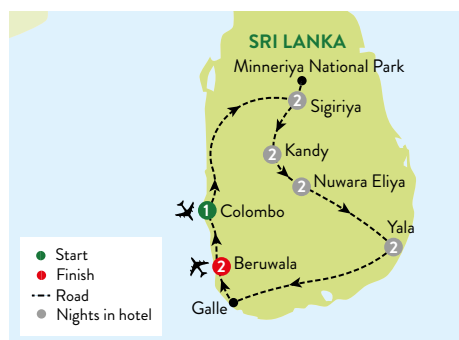 SRI LANKA
Minneriya National Park
2
Sigiriya
2
Kandy
2
Nuwara Eliya
1
Colombo
Yala
2
2
Beruwala
Galle
Start
Finish
Road
Nights in hotel